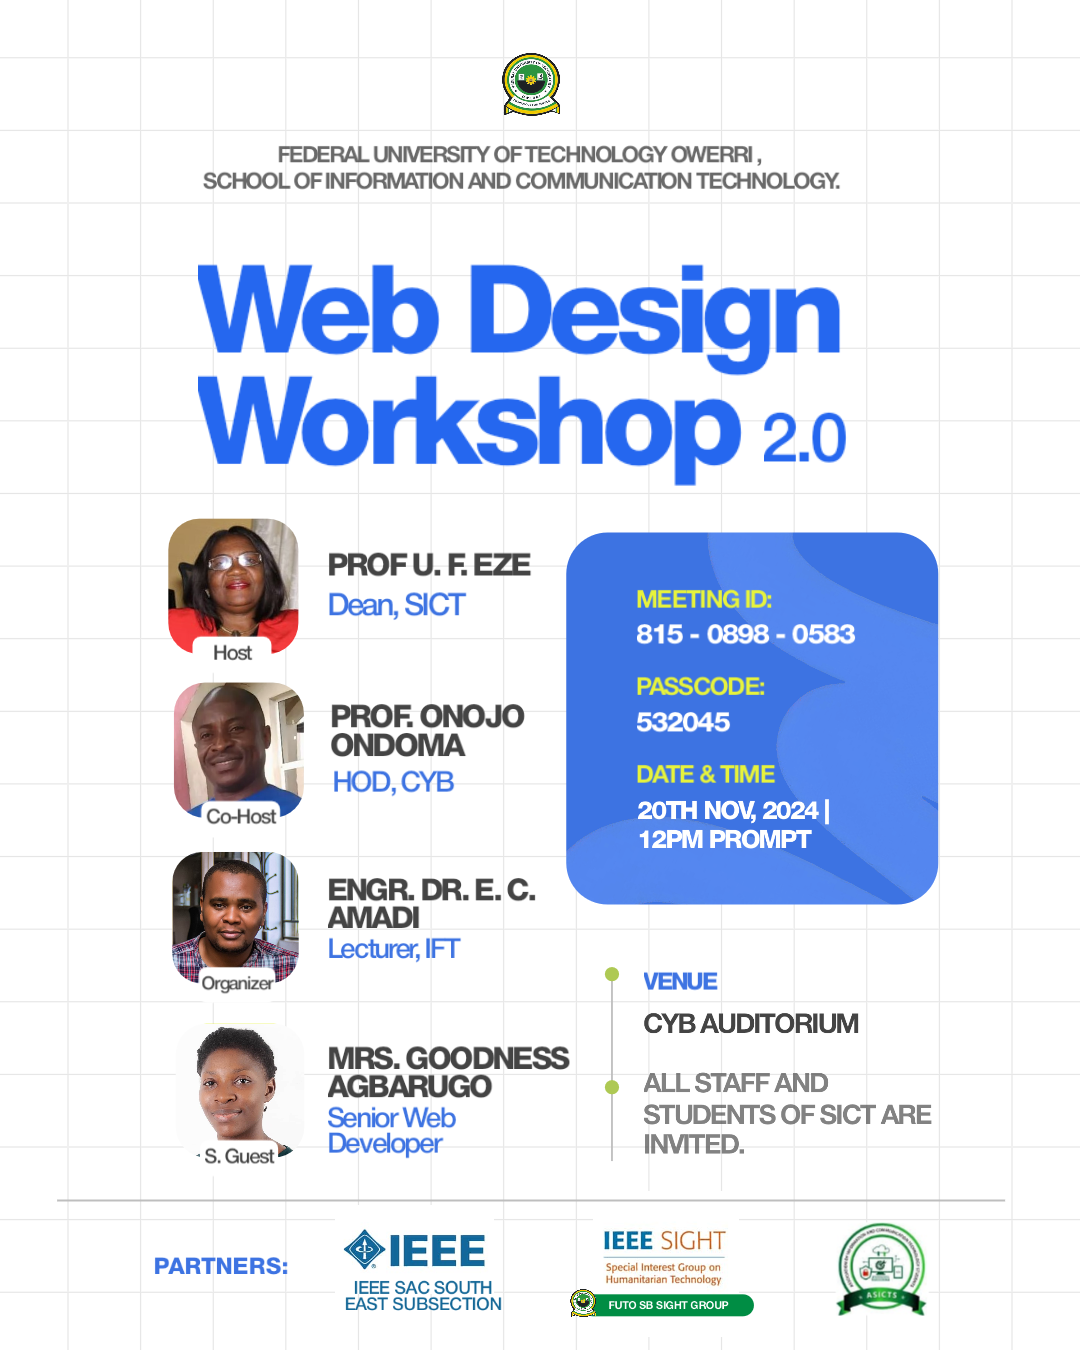 FEDERAL UNIVERSITY OF TECHNOLOGY OWERRI ,
SCHOOL OF INFORMATION AND COMMUNICATION TECHNOLOGY.
Web Design
Workshop 2.0
PROF U. F. EZE
Dean, SICT
Host
PROF. ONOJO
ONDOMA
HOD, CYB
Co-Host
ENGR. DR. E. C.
AMADI
Lecturer, IFT
Organizer
MRS. GOODNESS
AGBARUGO
Senior Web
Developer
S. Guest
MEETING ID:
815 - 0898 - 0583
PASSCODE:
532045
DATE & TIME
20TH NOV, 2024 |
12PM PROMPT
VENUE
CYB AUDITORIUM
ALL STAFF AND
STUDENTS OF SICT ARE
INVITED.
PARTNERS:
IEEE
IEEE SAC SOUTH
EAST SUBSECTION
IEEE SIGHT
Special Interest Group on
Humanitarian Technology
FUTO SB SIGHT GROUP
ASICTS